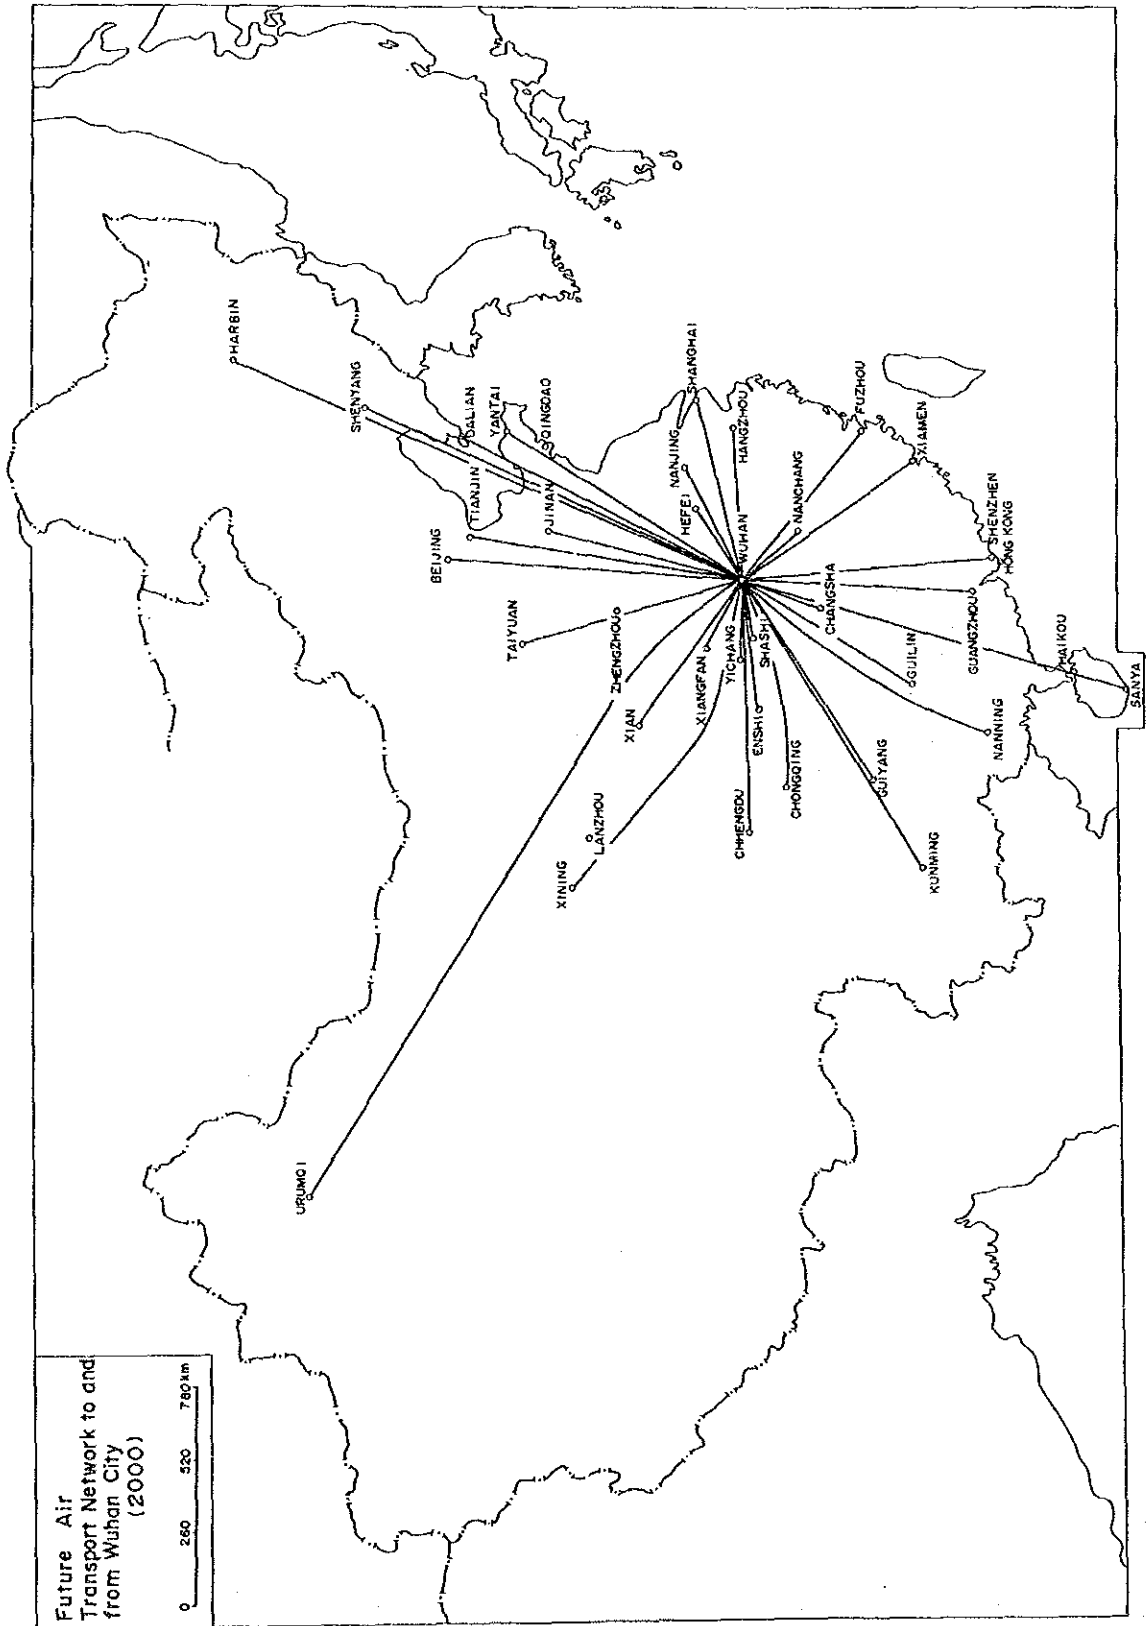 Future Air
Transport Network to and
from Wuhan City
(2000)
0 260 520 780km
URUMQI
XINING
LANZHOU
XIAN
ZHENGZHOU
TAIYUAN
BEIJING
TIANJIN
JINAN
SHENYANG
HARBIN
DALIAN
YANTAI
QINGDAO
XIANGFAN
YICHANG
SHASHI
ENSHI
CHHENGDU
CHONGQING
WUHAN
HEFEI
NANJING
SHANGHAI
HANGZHOU
NANCHANG
FUZHOU
XIAMEN
CHANGSHA
GUILIN
GUIYANG
KUNMING
NANNING
GUANGZHOU
SHENZHEN
HONG KONG
HAIKOU
SANYA